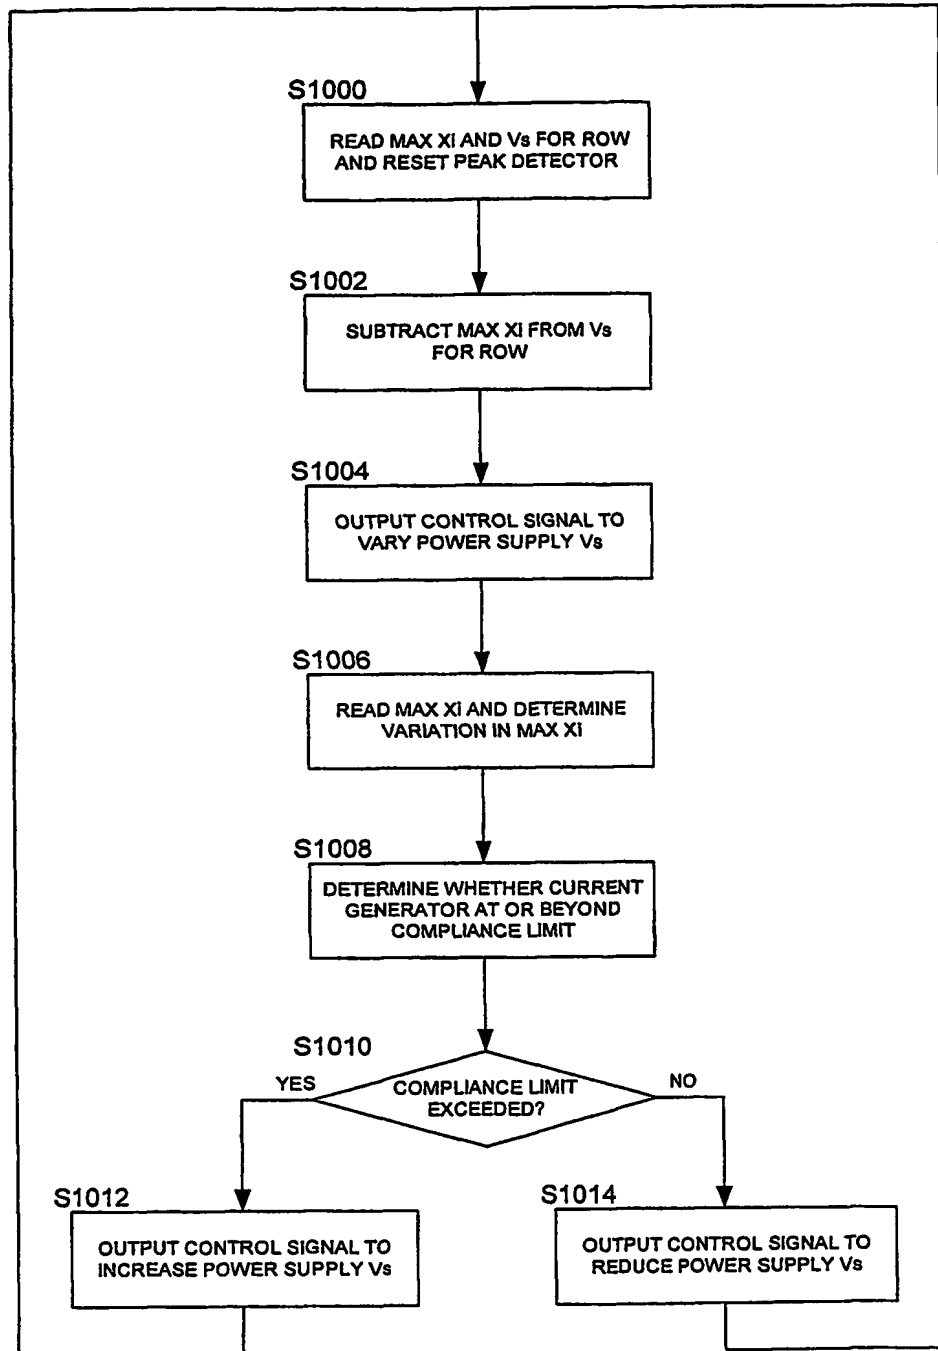 S1000
READ MAX Xi AND Vs FOR ROW
AND RESET PEAK DETECTOR
S1002
SUBTRACT MAX Xi FROM Vs
FOR ROW
S1004
OUTPUT CONTROL SIGNAL TO
VARY POWER SUPPLY Vs
S1006
READ MAX Xi AND DETERMINE
VARIATION IN MAX Xi
S1008
DETERMINE WHETHER CURRENT
GENERATOR AT OR BEYOND
COMPLIANCE LIMIT
S1010
YES
COMPLIANCE LIMIT
EXCEEDED?
NO
S1012
OUTPUT CONTROL SIGNAL TO
INCREASE POWER SUPPLY Vs
S1014
OUTPUT CONTROL SIGNAL TO
REDUCE POWER SUPPLY Vs